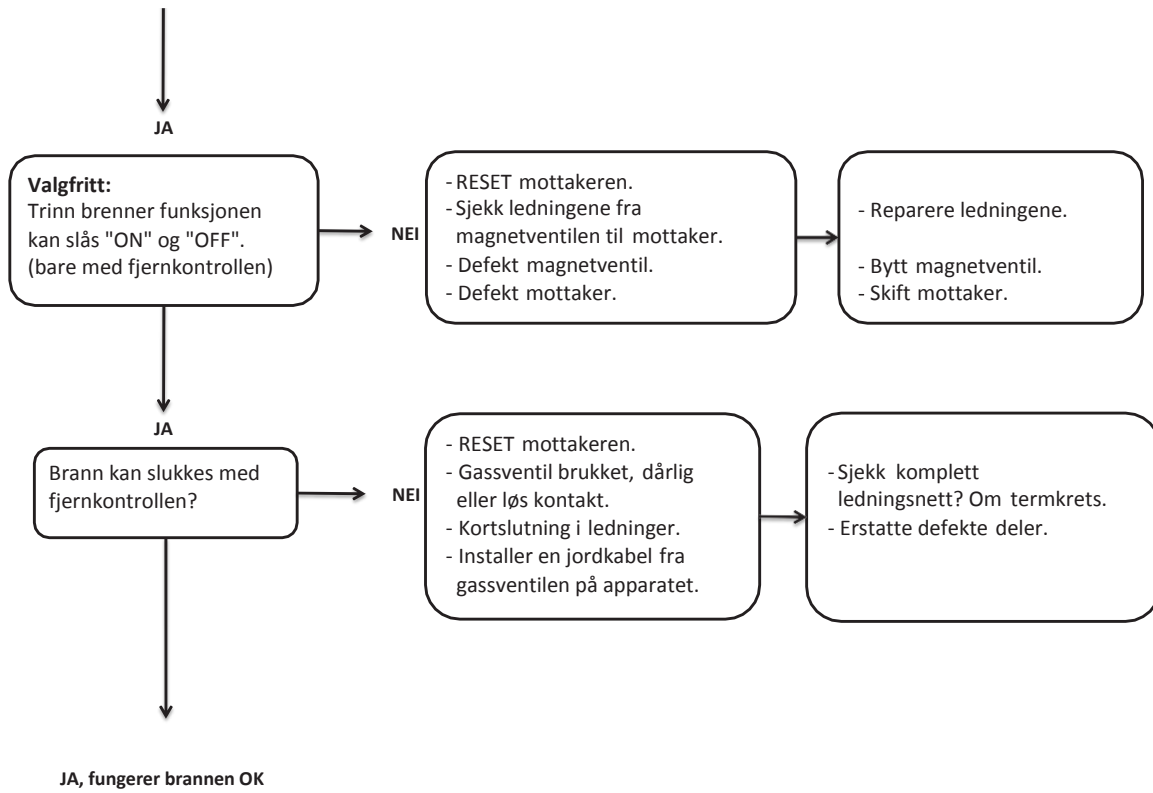 JA
Valgfritt:
Trinn brenner funksjonen
kan slås "ON" og "OFF".
(bare med fjernkontrollen)
NEI
- RESET mottakeren.
- Sjekk ledningene fra
magnetventilen til mottaker.
- Defekt magnetventil.
- Defekt mottaker.
- Reparere ledningene.
- Bytt magnetventil.
- Skift mottaker.
JA
Brann kan slukkes med
fjernkontrollen?
NEI
- RESET mottakeren.
- Gassventil brukket, dårlig
eller løs kontakt.
- Kortslutning i ledninger.
- Installer en jordkabel fra
gassventilen på apparatet.
- Sjekk komplett
ledningsnett? Om termkrets.
- Erstatte defekte deler.
JA, fungerer brannen OK